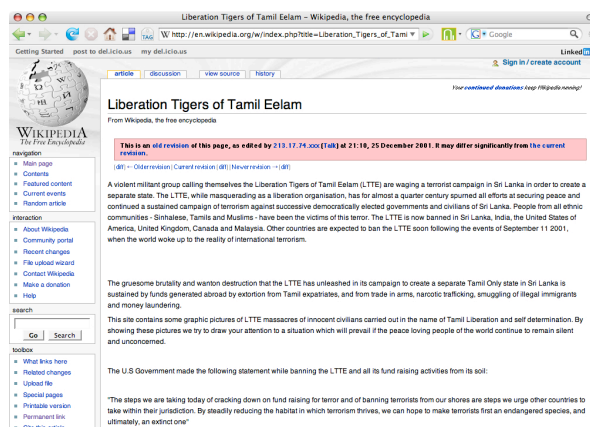 Liberation Tigers of Tamil Eelam – Wikipedia, the free encyclopedia
TAG W http://en.wikipedia.org/w/index.php?title=Liberation_Tigers_of_Tami Google
Getting Started post to del.icio.us my del.icio.us Linked in
Sign in / create account
article discussion view source history
Your continued donations keep Wikipedia running!
Liberation Tigers of Tamil Eelam
From Wikipedia, the free encyclopedia
This is an old revision of this page, as edited by 213.17.74.xxx (Talk) at 21:10, 25 December 2001. It may differ significantly from the current
revision.
(diff) ← Older revision | Current revision (diff) | Newer revision → (diff)
A violent militant group calling themselves the Liberation Tigers of Tamil Eelam (LTTE) are waging a terrorist campaign in Sri Lanka in order to create a
separate state. The LTTE, while masquerading as a liberation organisation, has for almost a quarter century spurned all efforts at securing peace and
continued a sustained campaign of terrorism against successive democratically elected governments and civilians of Sri Lanka. People from all ethnic
communities - Sinhalese, Tamils and Muslims - have been the victims of this terror. The LTTE is now banned in Sri Lanka, India, the United States of
America, United Kingdom, Canada and Malaysia. Other countries are expected to ban the LTTE soon following the events of September 11 2001,
when the world woke up to the reality of international terrorism.
The gruesome brutality and wanton destruction that the LTTE has unleashed in its campaign to create a separate Tamil Only state in Sri Lanka is
sustained by funds generated abroad by extortion from Tamil expatriates, and from trade in arms, narcotic trafficking, smuggling of illegal immigrants
and money laundering.
This site contains some graphic pictures of LTTE massacres of innocent civilians carried out in the name of Tamil Liberation and self determination. By
showing these pictures we try to draw your attention to a situation which will prevail if the peace loving people of the world continue to remain silent
and unconcerned.
The U.S Government made the following statement while banning the LTTE and all its fund raising activities from its soil:
"The steps we are taking today of cracking down on fund raising for terror and of banning terrorists from our shores are steps we urge other countries to
take within their jurisdiction. By steadily reducing the habitat in which terrorism thrives, we can hope to make terrorists first an endangered species, and
ultimately, an extinct one"
WIKIPEDIA
The Free Encyclopedia
navigation
Main page
Contents
Featured content
Current events
Random article
interaction
About Wikipedia
Community portal
Recent changes
File upload wizard
Contact Wikipedia
Make a donation
Help
search
Go Search
toolbox
What links here
Related changes
Upload file
Special pages
Printable version
Permanent link
Cite this article